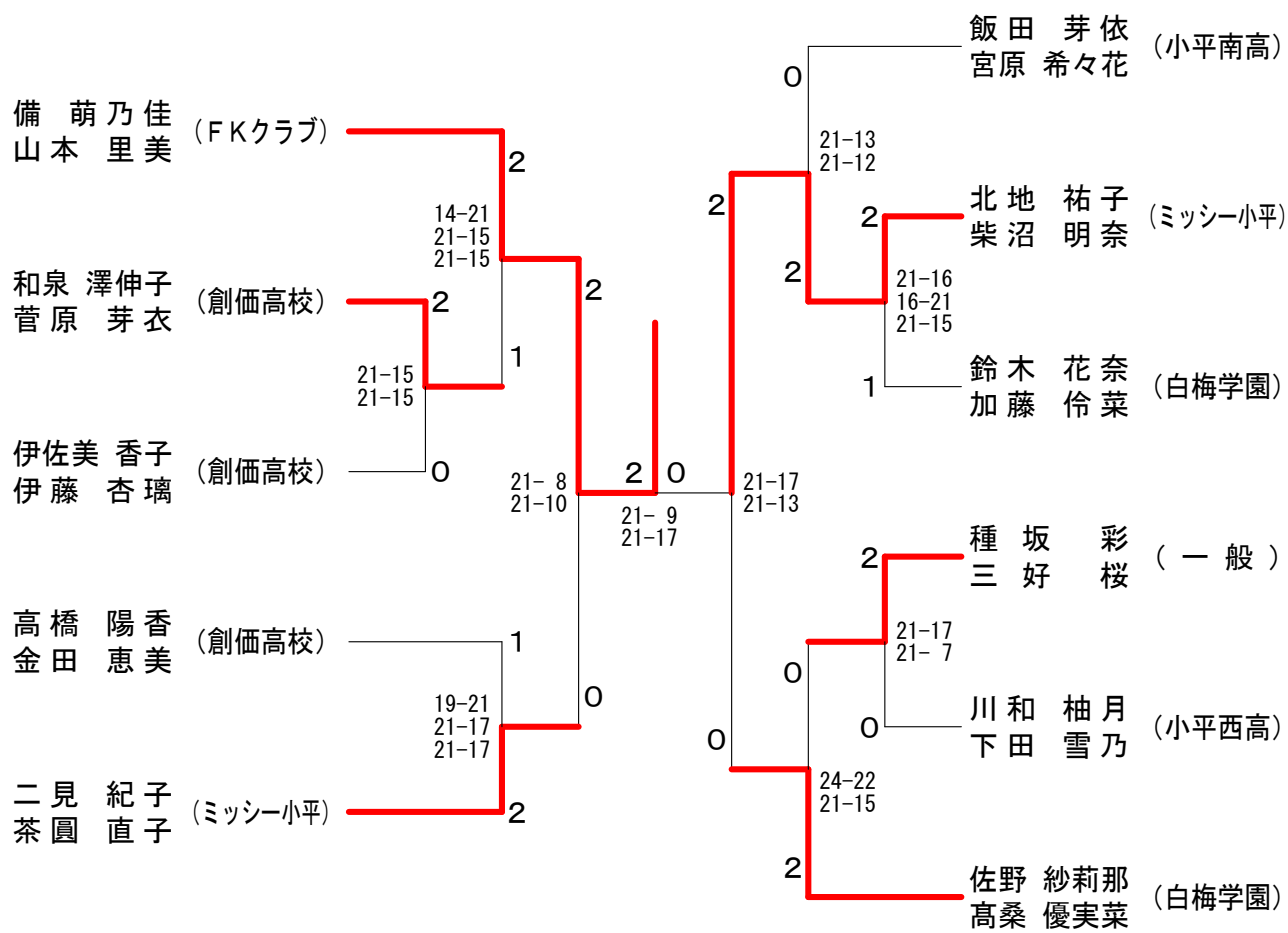 備 萌乃佳
山本 里美
(ＦＫクラブ)
2
14-21
21-15
21-15
和泉 澤伸子
菅原 芽衣
(創価高校)
2
1
21-15
21-15
伊佐美 香子
伊藤 杏璃
(創価高校)
0
2
21- 8
21-10
高橋 陽香
金田 恵美
(創価高校)
1
19-21
21-17
21-17
0
二見 紀子
茶圓 直子
(ミッシー小平)
2
2
0
21- 9
21-17
飯田 芽依
宮原 希々花
(小平南高)
0
21-13
21-12
2
北地 祐子
柴沼 明奈
(ミッシー小平)
2
2
21-16
16-21
21-15
鈴木 花奈
加藤 伶菜
(白梅学園)
1
21-17
21-13
種坂 彩
三好 桜
(一般)
2
21-17
21- 7
0
川和 柚月
下田 雪乃
(小平西高)
0
0
24-22
21-15
佐野 紗莉那
髙桑 優実菜
(白梅学園)
2